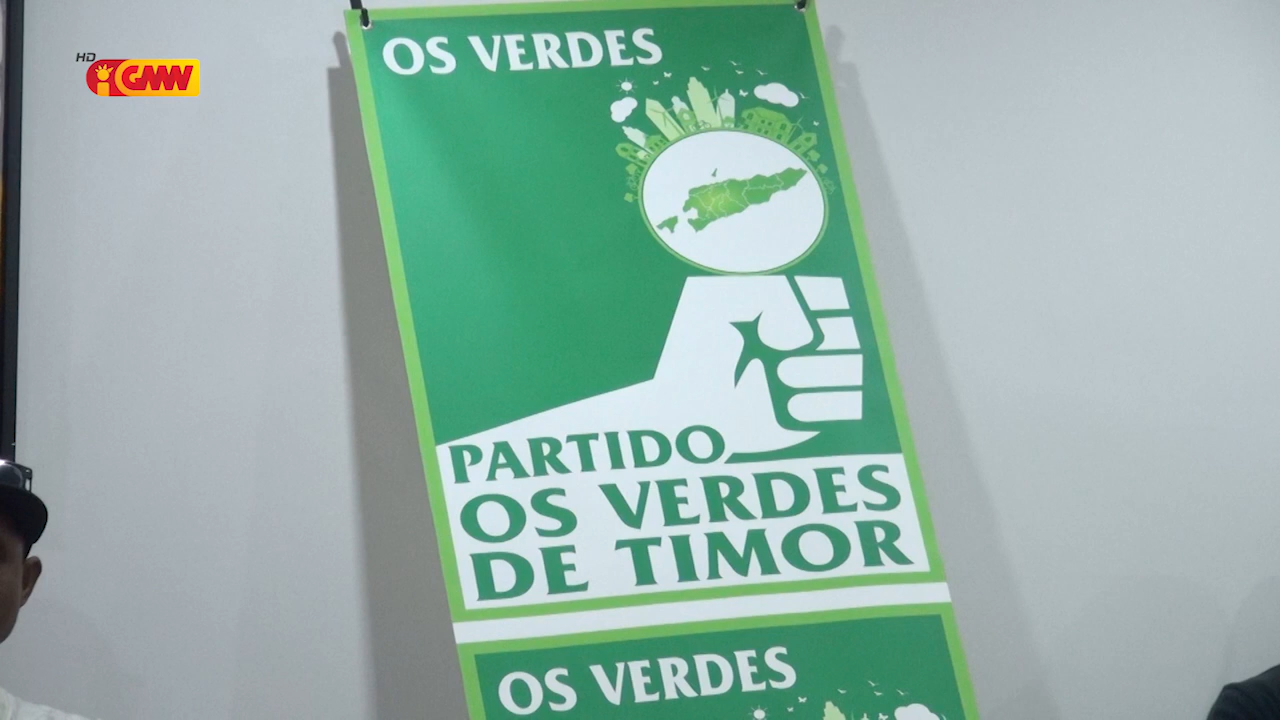 HD
GMN
OS VERDES
PARTIDO
OS VERDES
DE TIMOR
OS VERDES